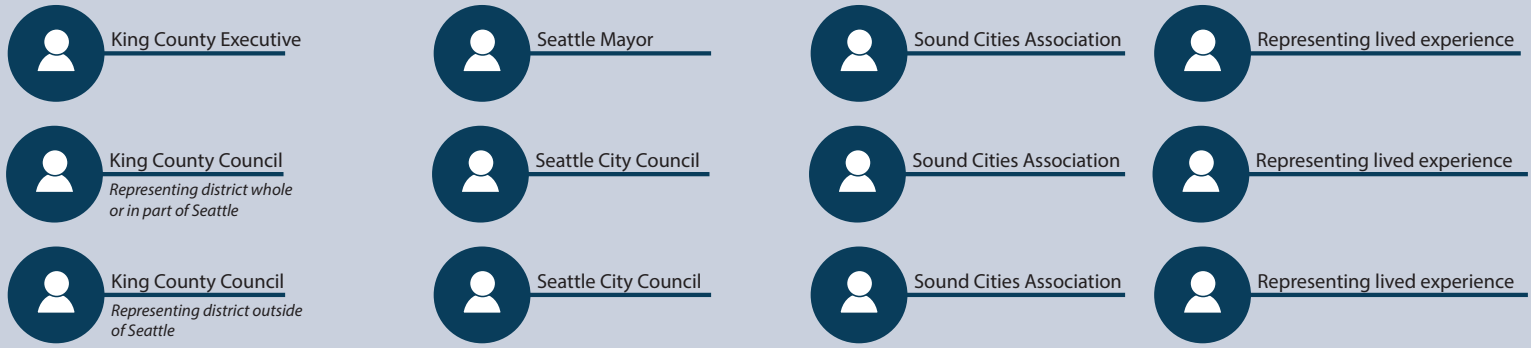 King County Executive
Seattle Mayor
Sound Cities Association
Representing lived experience
King County Council
Representing district whole
or in part of Seattle
Seattle City Council
Sound Cities Association
Representing lived experience
King County Council
Representing district outside
of Seattle
Seattle City Council
Sound Cities Association
Representing lived experience